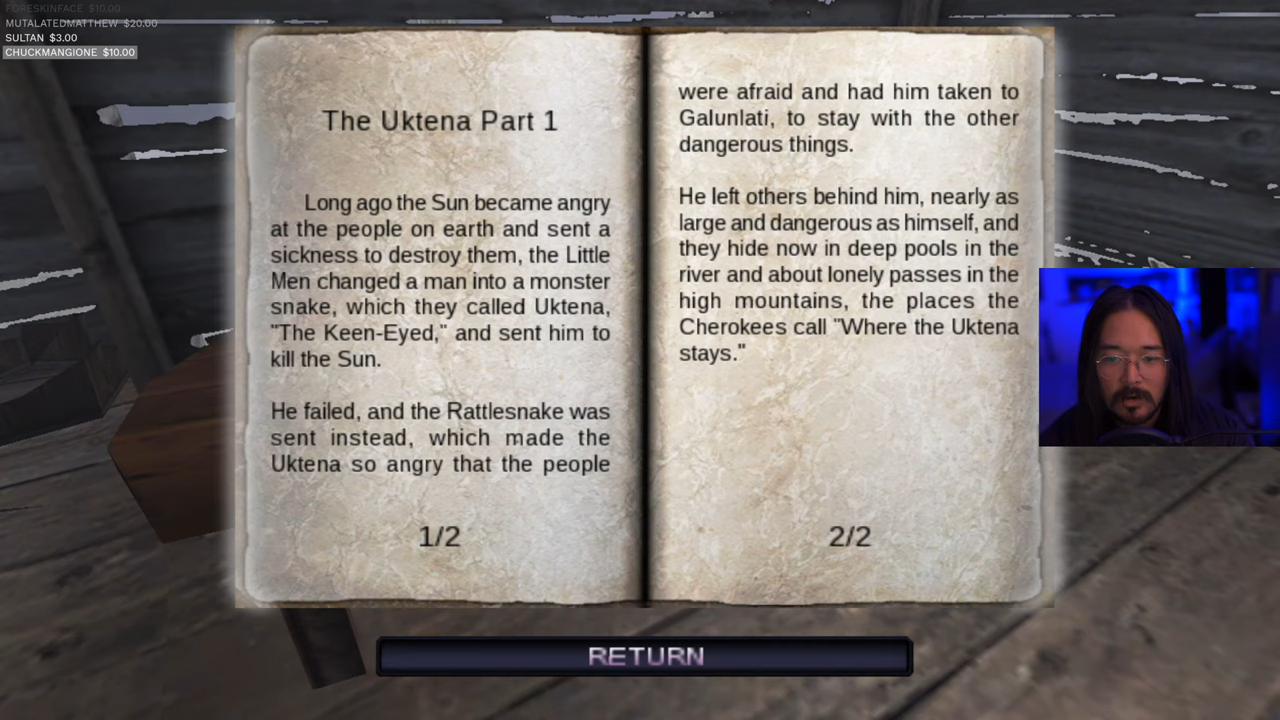 FORESKINFACE $10.00
MUTALATEDMATTHEW $20.00
SULTAN $3.00
CHUCKMANGIONE $10.00
The Uktena Part 1
Long ago the Sun became angry
at the people on earth and sent a
sickness to destroy them, the Little
Men changed a man into a monster
snake, which they called Uktena,
"The Keen-Eyed," and sent him to
kill the Sun.
He failed, and the Rattlesnake was
sent instead, which made the
Uktena so angry that the people
1/2
were afraid and had him taken to
Galunlati, to stay with the other
dangerous things.
He left others behind him, nearly as
large and dangerous as himself, and
they hide now in deep pools in the
river and about lonely passes in the
high mountains, the places the
Cherokees call "Where the Uktena
stays."
2/2
RETURN